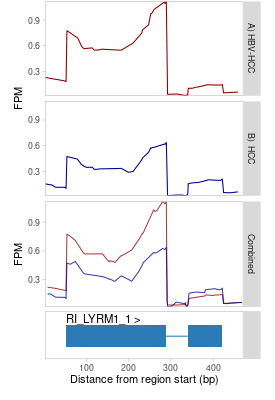 0.9
0.6
0.3
A) HBV-HCC
FPM
0.9
0.6
0.3
B) HCC
0.9
0.6
0.3
Combined
FPM
RI_LYRM1_1 >
100 200 300 400
Distance from region start (bp)